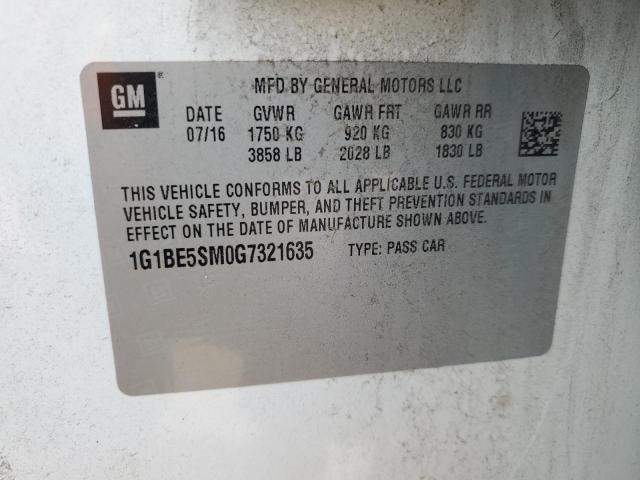 GM
MFD BY GENERAL MOTORS LLC
DATE GVWR GAWR FRT GAWR RR
07/16 1750 KG 920 KG 830 KG
3858 LB 2028 LB 1830 LB
THIS VEHICLE CONFORMS TO ALL APPLICABLE U.S. FEDERAL MOTOR
VEHICLE SAFETY, BUMPER, AND THEFT PREVENTION STANDARDS IN
EFFECT ON THE DATE OF MANUFACTURE SHOWN ABOVE.
1G1BE5SM0G7321635 TYPE: PASS CAR